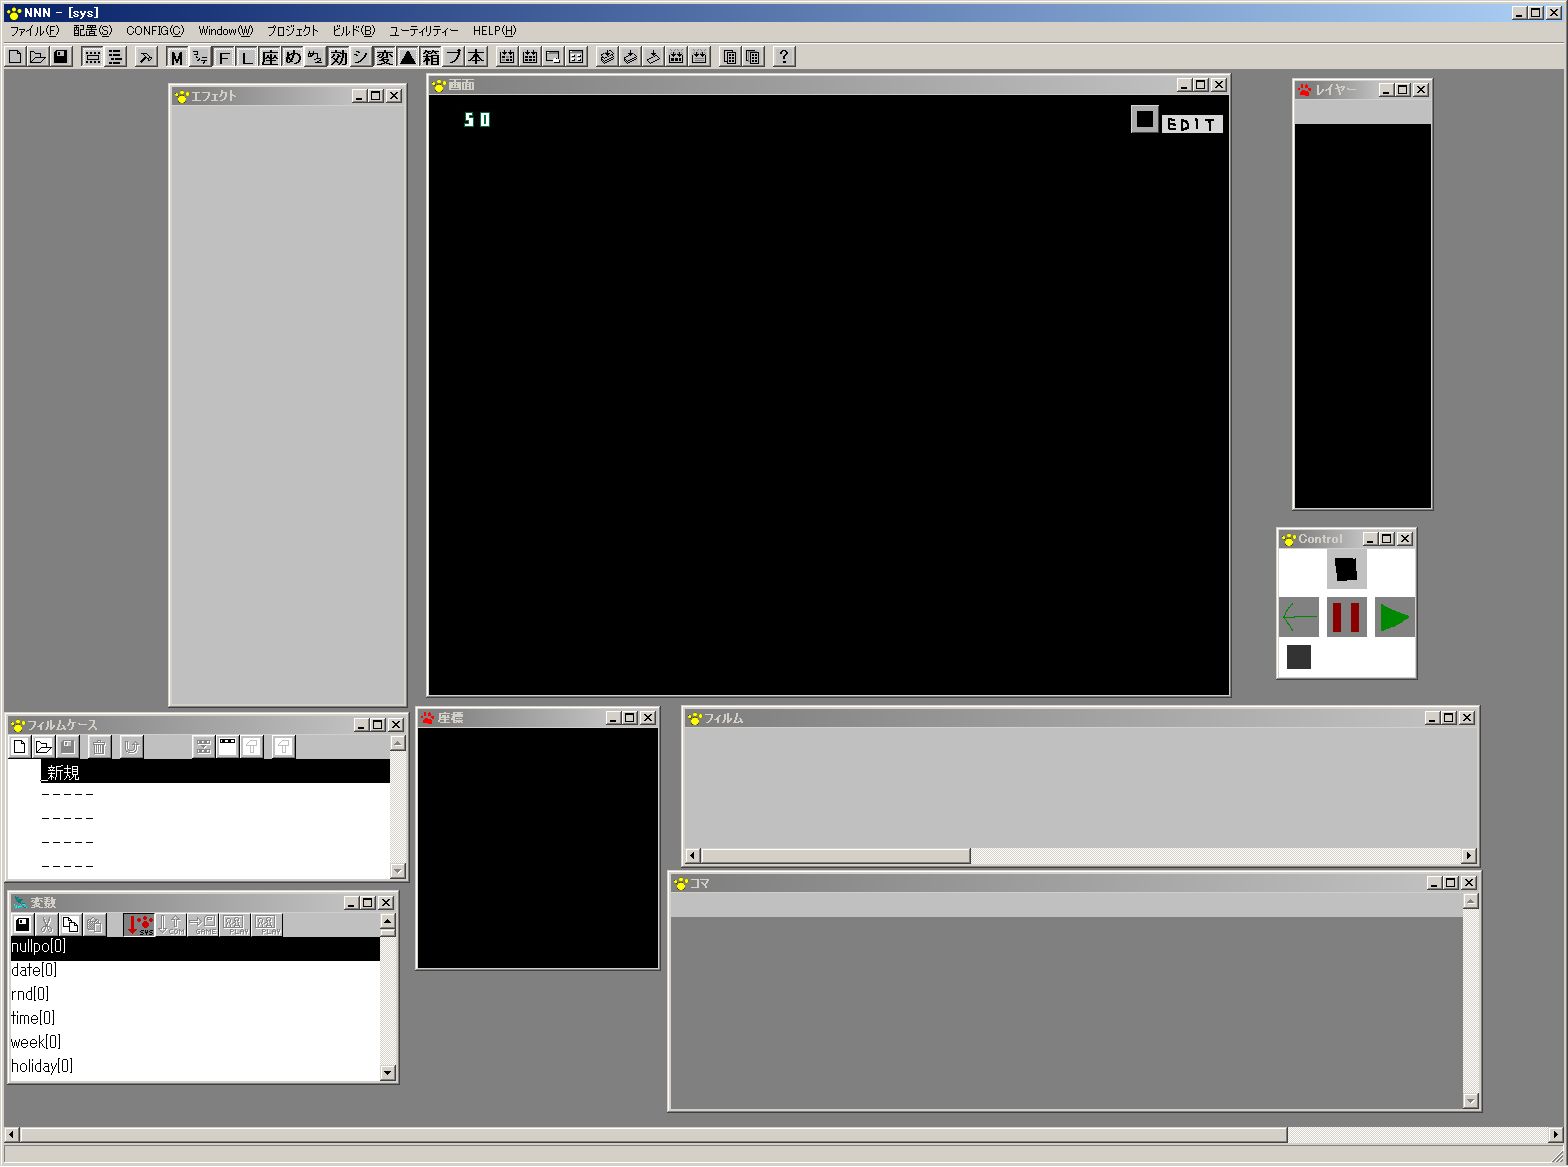 NNN - [sys]
ファイル(F) 配置(S) CONFIG(C) Window(W) プロジェクト ビルド(B) ユーティリティー HELP(H)
M F L 座 め 効 シ 変 ▲ 箱 ブ 本 ?
エフェクト
画面
50
EDIT
レイヤー
Control
フィルムケース
_新規
-----
-----
-----
-----
座標
フィルム
コマ
変数
SYS COM GAME PLAY PLAY
nullpo[0]
date[0]
rnd[0]
time[0]
week[0]
holiday[0]